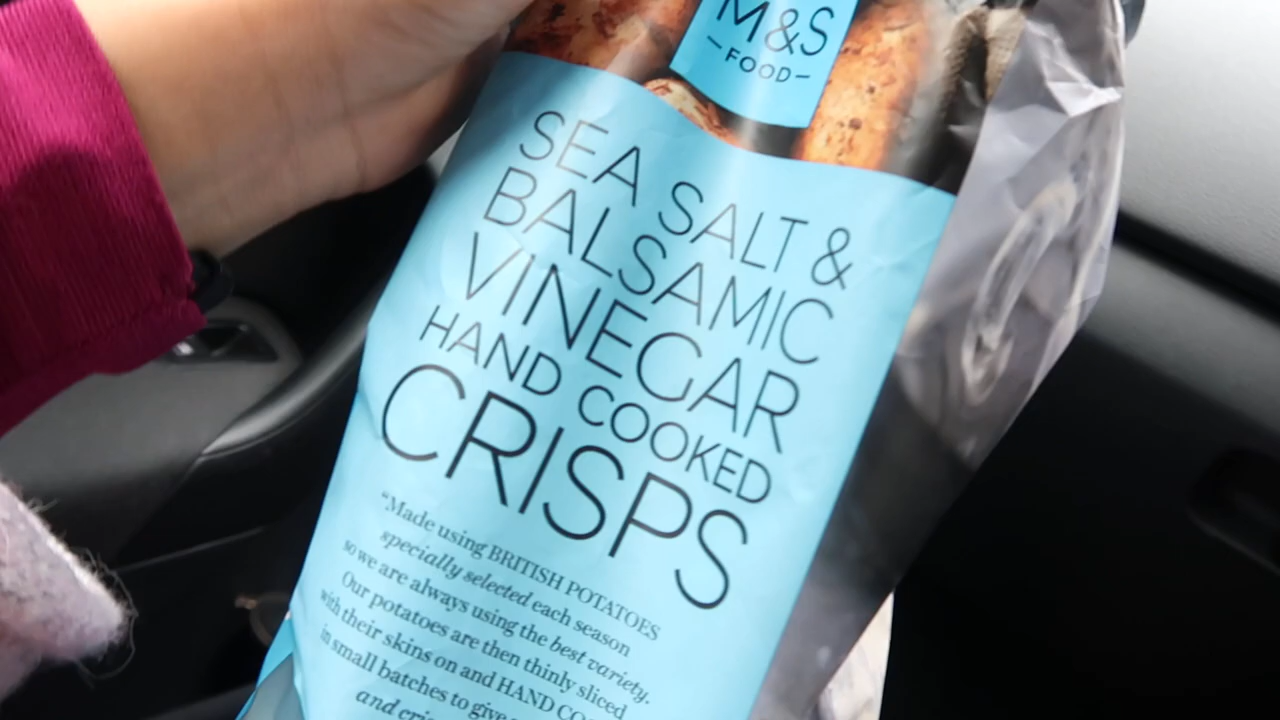 M&S
—FOOD—
SEA SALT &
BALSAMIC
VINEGAR
HAND COOKED
CRISPS
“Made using BRITISH POTATOES
specially selected each season
so we are always using the best variety.
Our potatoes are then thinly sliced
with their skins on and HAND
in small batches to give
and